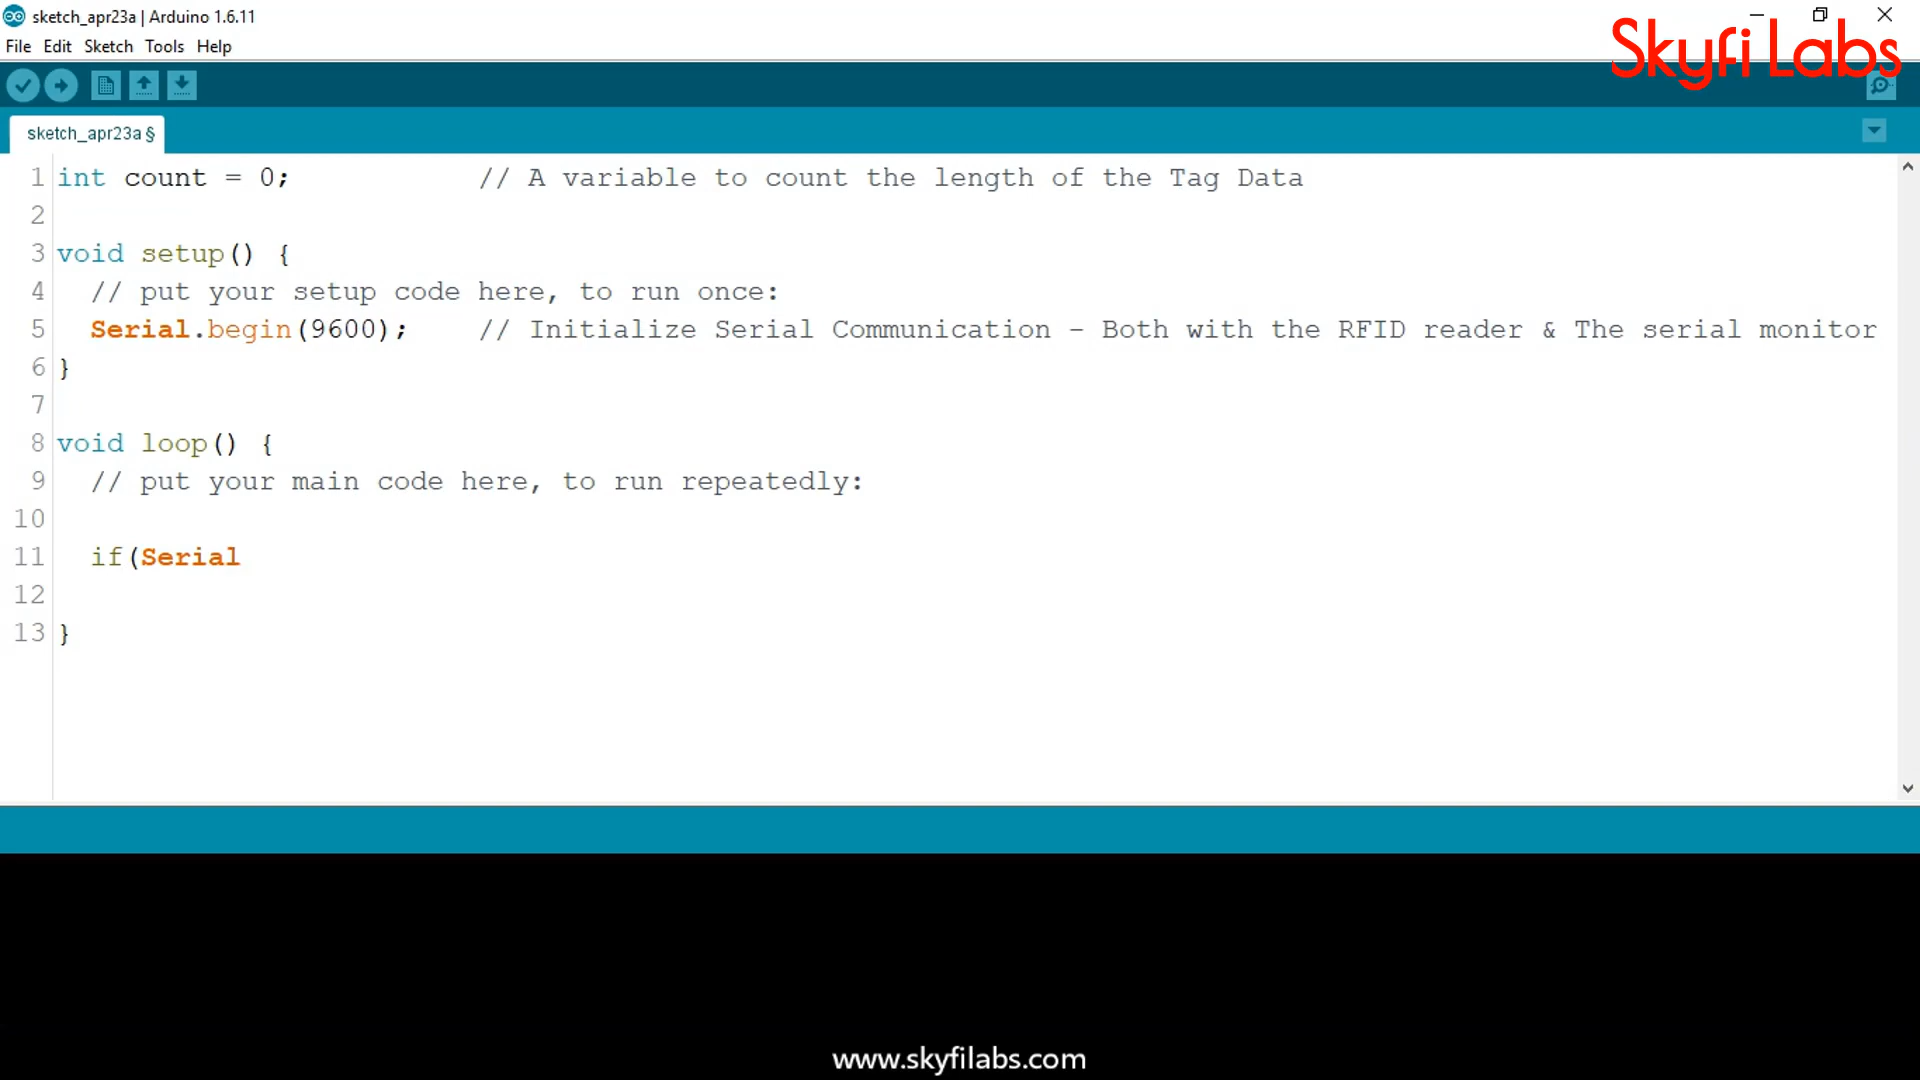 sketch_apr23a | Arduino 1.6.11
File Edit Sketch Tools Help
Skyfi Labs
sketch_apr23a §
1 int count = 0; // A variable to count the length of the Tag Data
2
3 void setup() {
4 // put your setup code here, to run once:
5 Serial.begin(9600); // Initialize Serial Communication - Both with the RFID reader & The serial monitor
6 }
7
8 void loop() {
9 // put your main code here, to run repeatedly:
10
11 if(Serial
12
13 }
www.skyfilabs.com